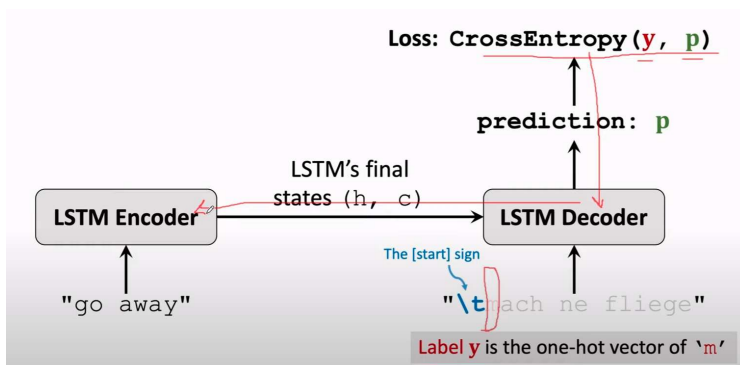 Loss: CrossEntropy(y, p)
prediction: p
LSTM's final
states (h, c)
LSTM Encoder
LSTM Decoder
The [start] sign
"go away"
"\tmach ne fliege"
Label y is the one-hot vector of 'm'